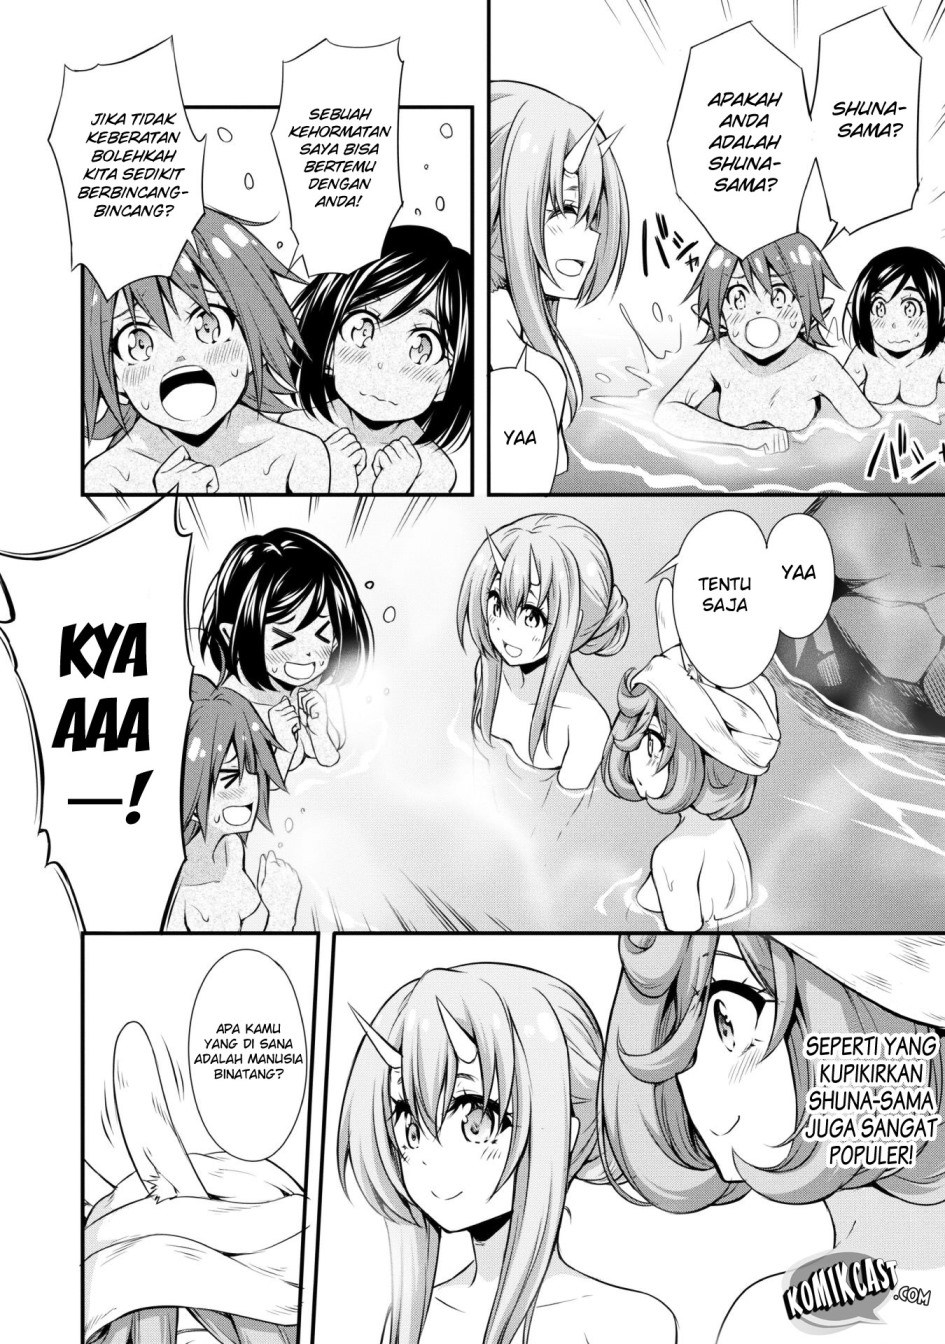 SHUNA-
SAMA?
APAKAH
ANDA
ADALAH
SHUNA-
SAMA?
YAA
SEBUAH
KEHORMATAN
SAYA BISA
BERTEMU
DENGAN
ANDA!
JIKA TIDAK
KEBERATAN
BOLEHKAH
KITA SEDIKIT
BERBINCANG-
BINCANG?
YAA
TENTU
SAJA
KYA
AAA
—!
SEPERTI YANG
KUPIKIRKAN
SHUNA-SAMA
JUGA SANGAT
POPULER!
APA KAMU
YANG DI SANA
ADALAH MANUSIA
BINATANG?
KOMIKCAST
.COM